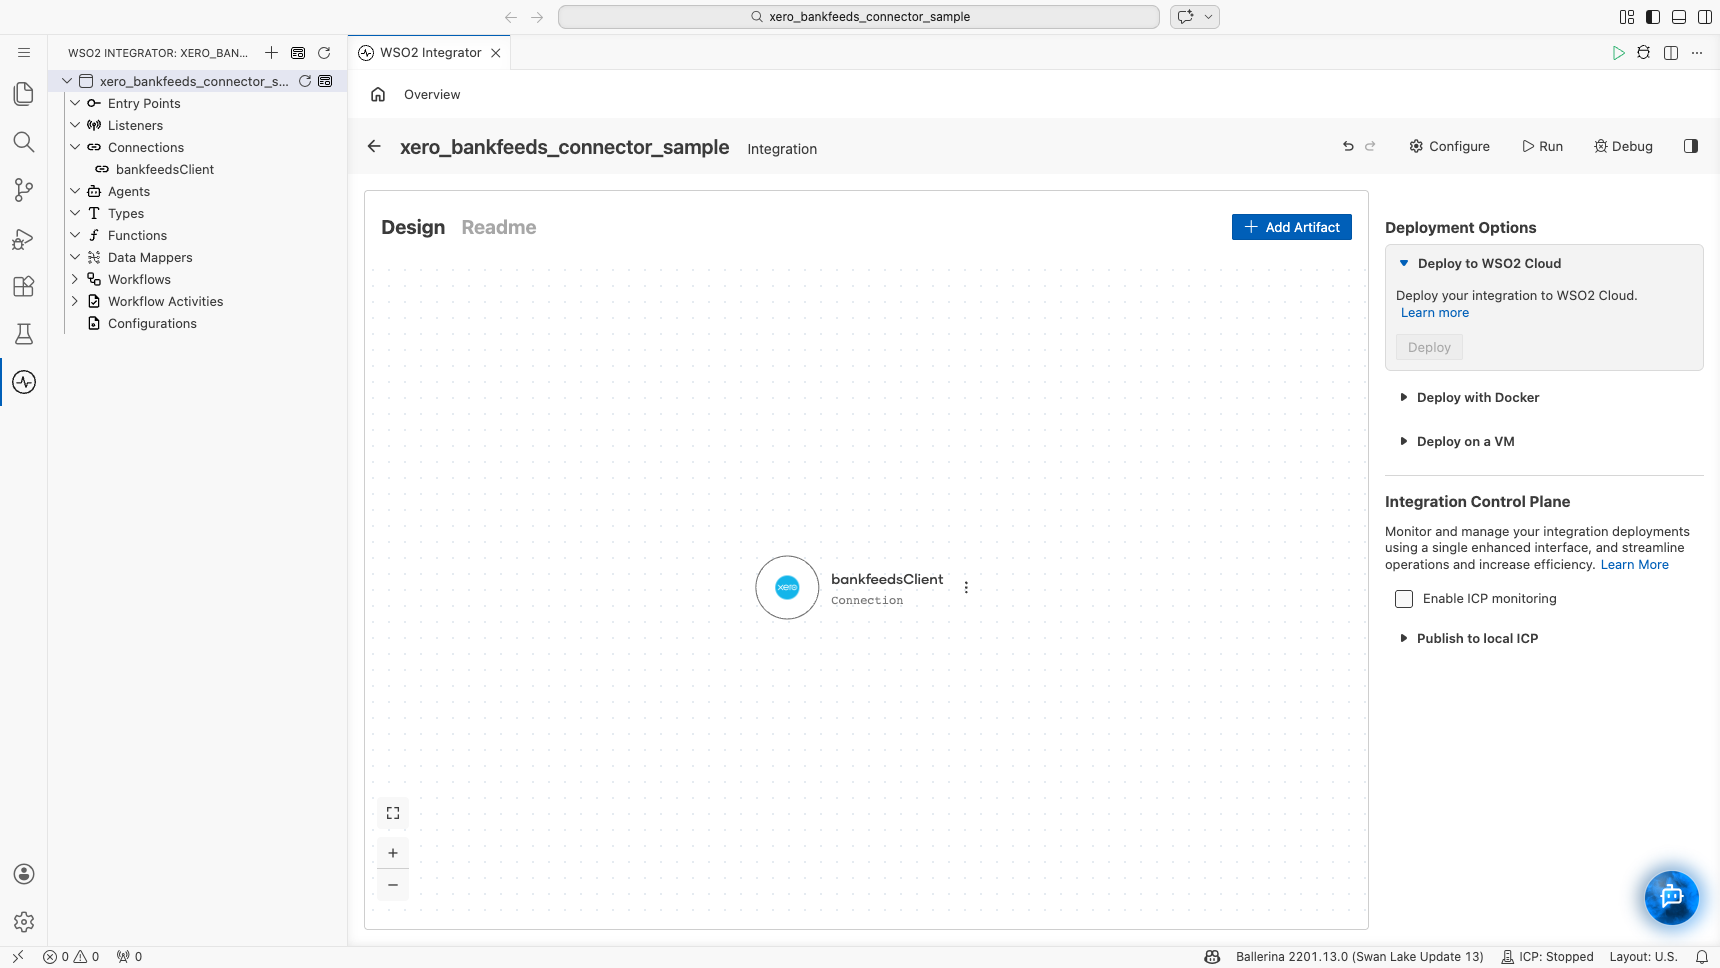 xero_bankfeeds_connector_sample
WSO2 INTEGRATOR: XERO_BAN...
WSO2 Integrator
xero_bankfeeds_connector_s...
Entry Points
Listeners
Connections
bankfeedsClient
Agents
Types
Functions
Data Mappers
Workflows
Workflow Activities
Configurations
Overview
xero_bankfeeds_connector_sample Integration
Configure
Run
Debug
Design
Readme
Add Artifact
xero
bankfeedsClient
Connection
Deployment Options
Deploy to WSO2 Cloud
Deploy your integration to WSO2 Cloud.
Learn more
Deploy
Deploy with Docker
Deploy on a VM
Integration Control Plane
Monitor and manage your integration deployments
using a single enhanced interface, and streamline
operations and increase efficiency. Learn More
Enable ICP monitoring
Publish to local ICP
0 0 0
Ballerina 2201.13.0 (Swan Lake Update 13)
ICP: Stopped
Layout: U.S.